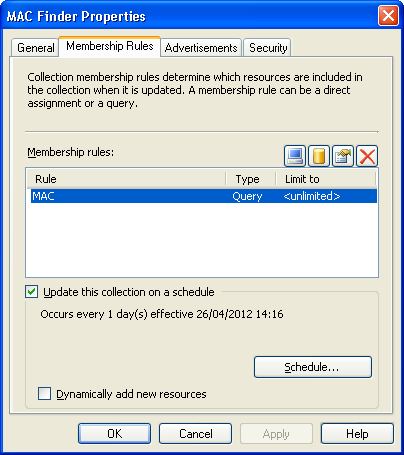 MAC Finder Properties
General Membership Rules Advertisements Security
Collection membership rules determine which resources are included
in the collection when it is updated. A membership rule can be a direct
assignment or a query.
Membership rules:
Rule Type Limit to
MAC Query <unlimited>
Update this collection on a schedule
Occurs every 1 day(s) effective 26/04/2012 14:16
Schedule...
Dynamically add new resources
OK Cancel Apply Help